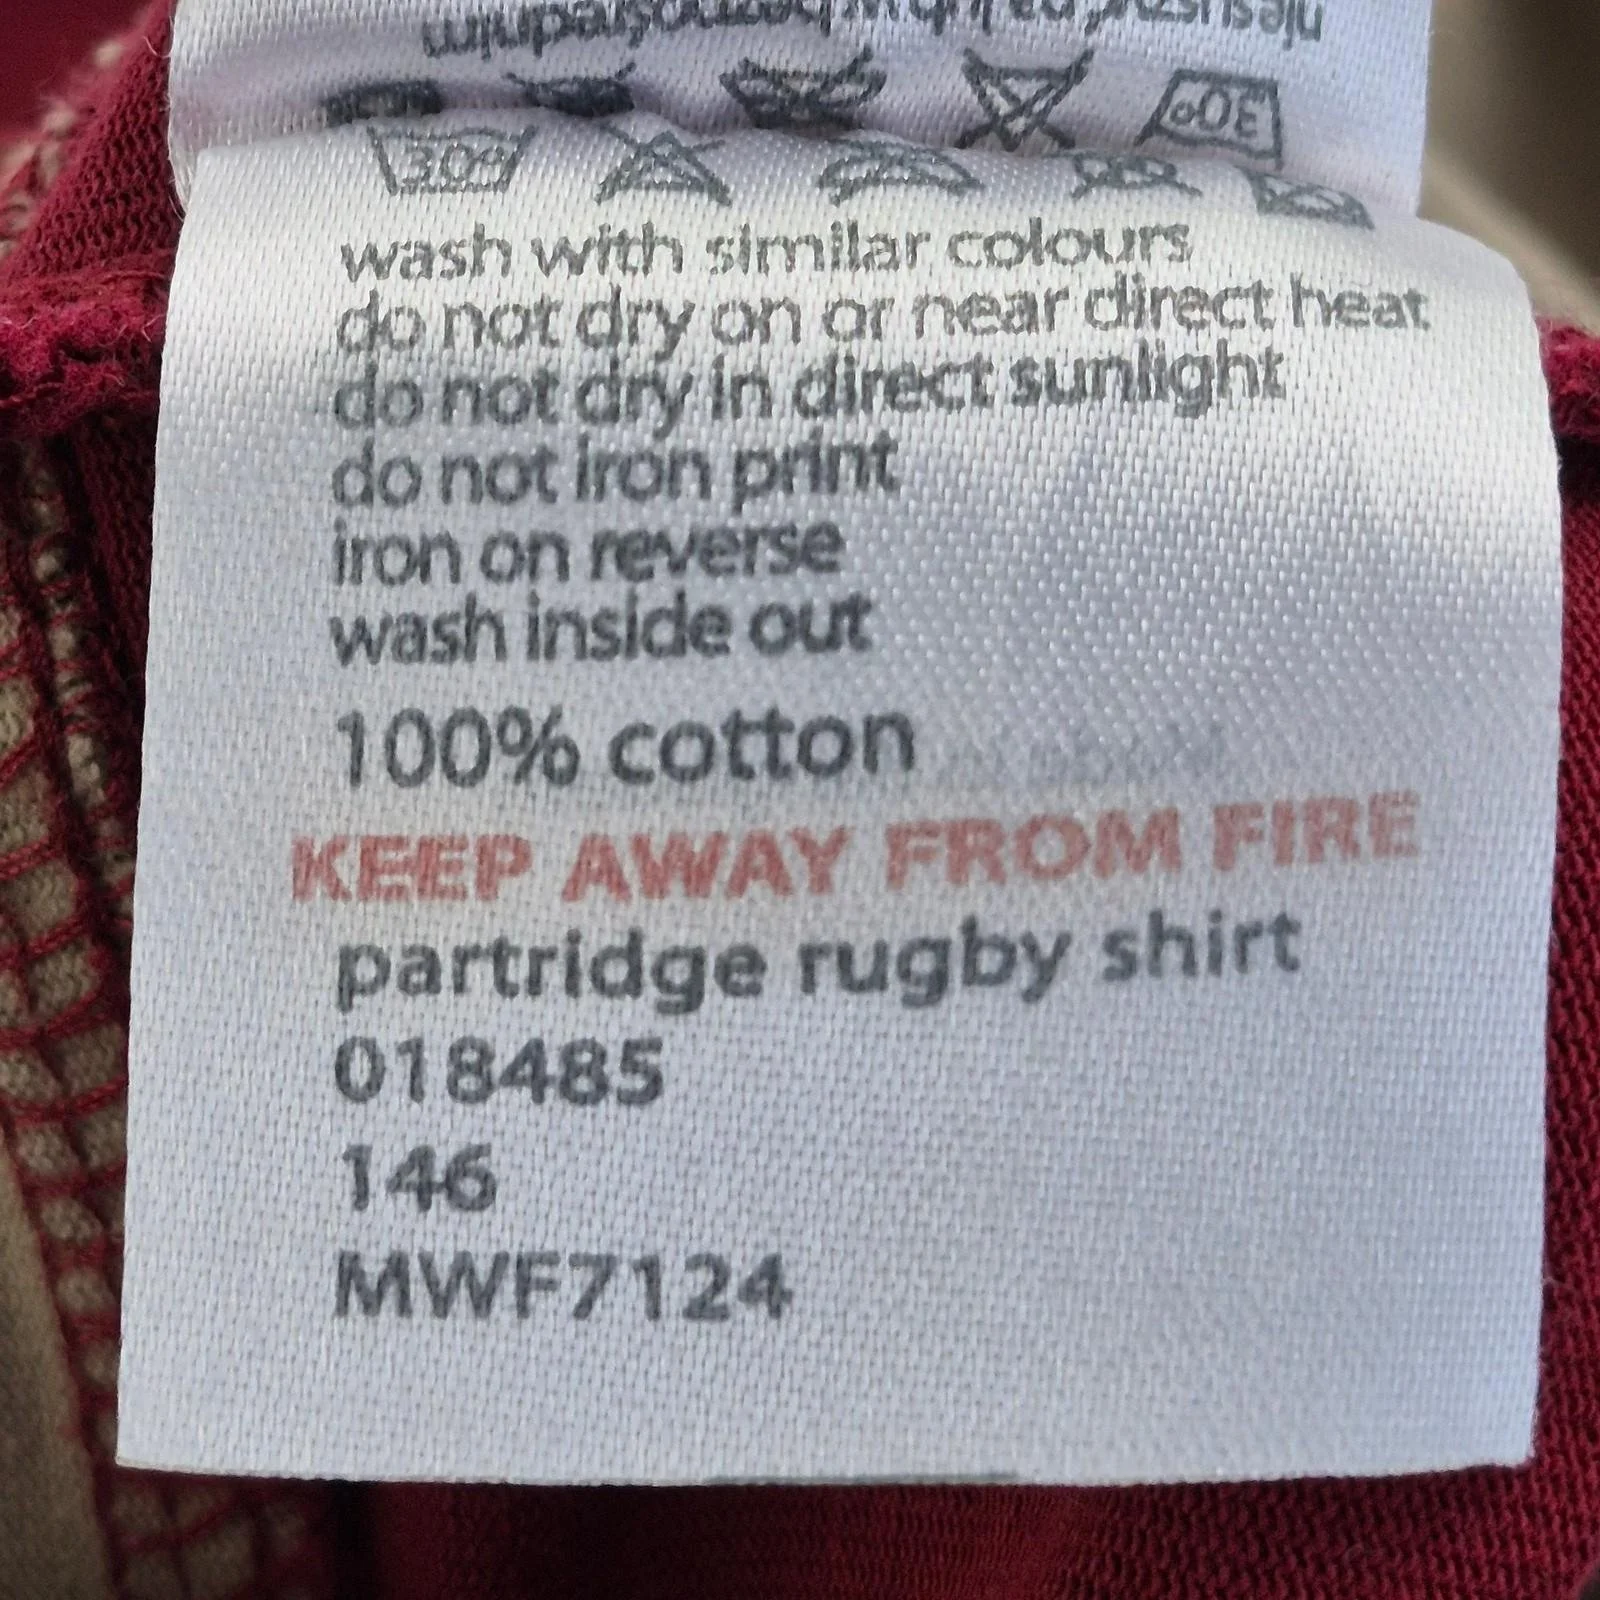 30°
30°
wash with similar colours
do not dry on or near direct heat
do not dry in direct sunlight
do not iron print
iron on reverse
wash inside out
100% cotton
KEEP AWAY FROM FIRE
partridge rugby shirt
018485
146
MWF7124